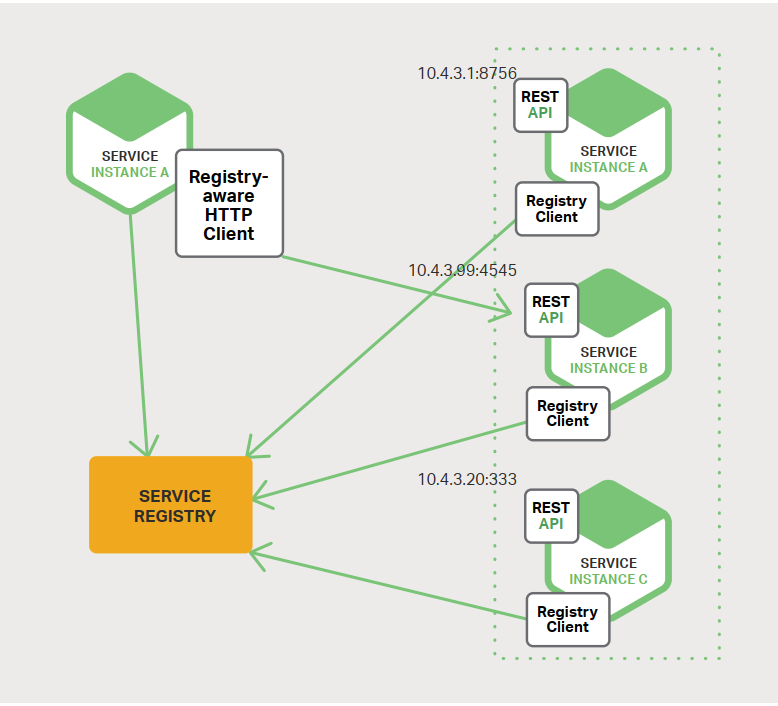 SERVICE
INSTANCE A
Registry-
aware
HTTP
Client
SERVICE
REGISTRY
10.4.3.1:8756
REST
API
SERVICE
INSTANCE A
Registry
Client
10.4.3.99:4545
REST
API
SERVICE
INSTANCE B
Registry
Client
10.4.3.20:333
REST
API
SERVICE
INSTANCE C
Registry
Client